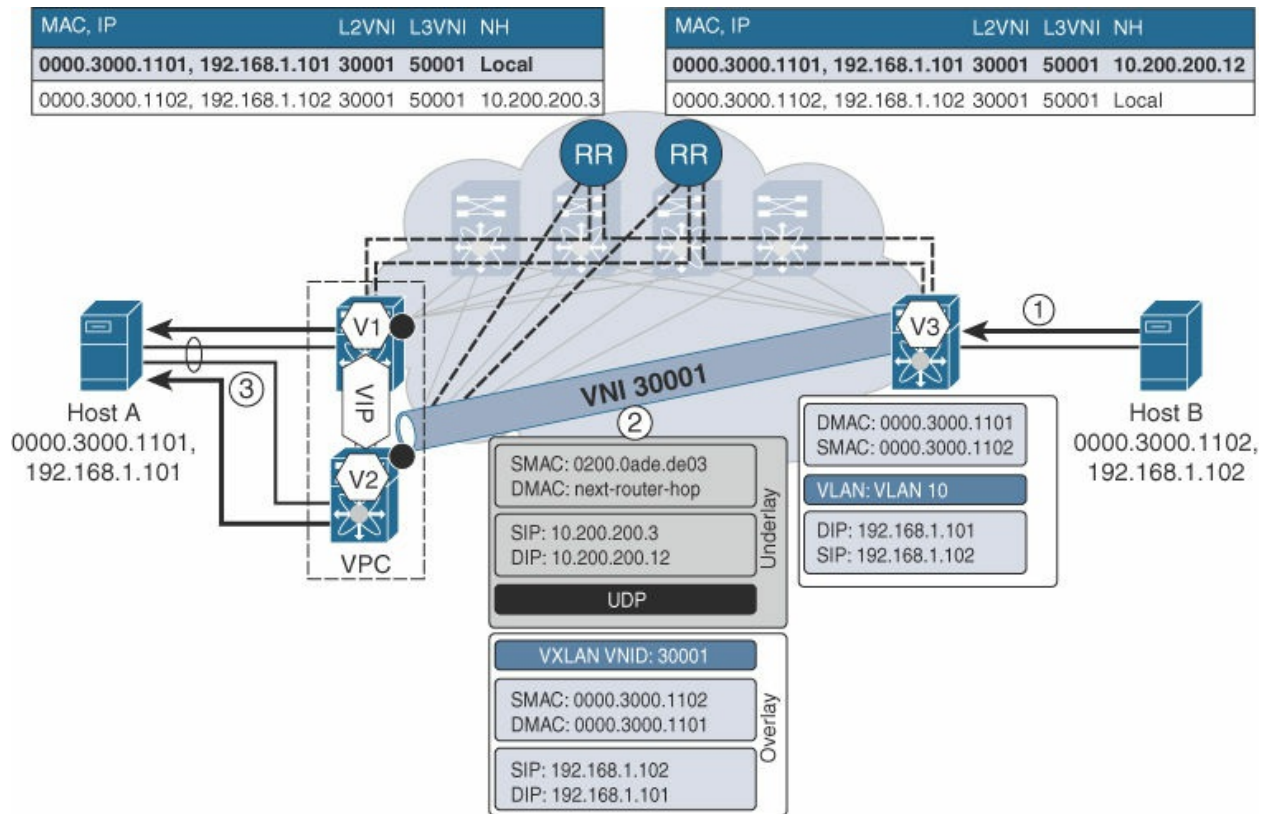 MAC, IP L2VNI L3VNI NH
0000.3000.1101, 192.168.1.101 30001 50001 Local
0000.3000.1102, 192.168.1.102 30001 50001 10.200.200.3
MAC, IP L2VNI L3VNI NH
0000.3000.1101, 192.168.1.101 30001 50001 10.200.200.12
0000.3000.1102, 192.168.1.102 30001 50001 Local
RR
RR
V1
VIP
V2
VPC
3
Host A
0000.3000.1101,
192.168.1.101
VNI 30001
2
V3
1
Host B
0000.3000.1102,
192.168.1.102
SMAC: 0200.0ade.de03
DMAC: next-router-hop
SIP: 10.200.200.3
DIP: 10.200.200.12
UDP
Underlay
VXLAN VNID: 30001
SMAC: 0000.3000.1102
DMAC: 0000.3000.1101
SIP: 192.168.1.102
DIP: 192.168.1.101
Overlay
DMAC: 0000.3000.1101
SMAC: 0000.3000.1102
VLAN: VLAN 10
DIP: 192.168.1.101
SIP: 192.168.1.102